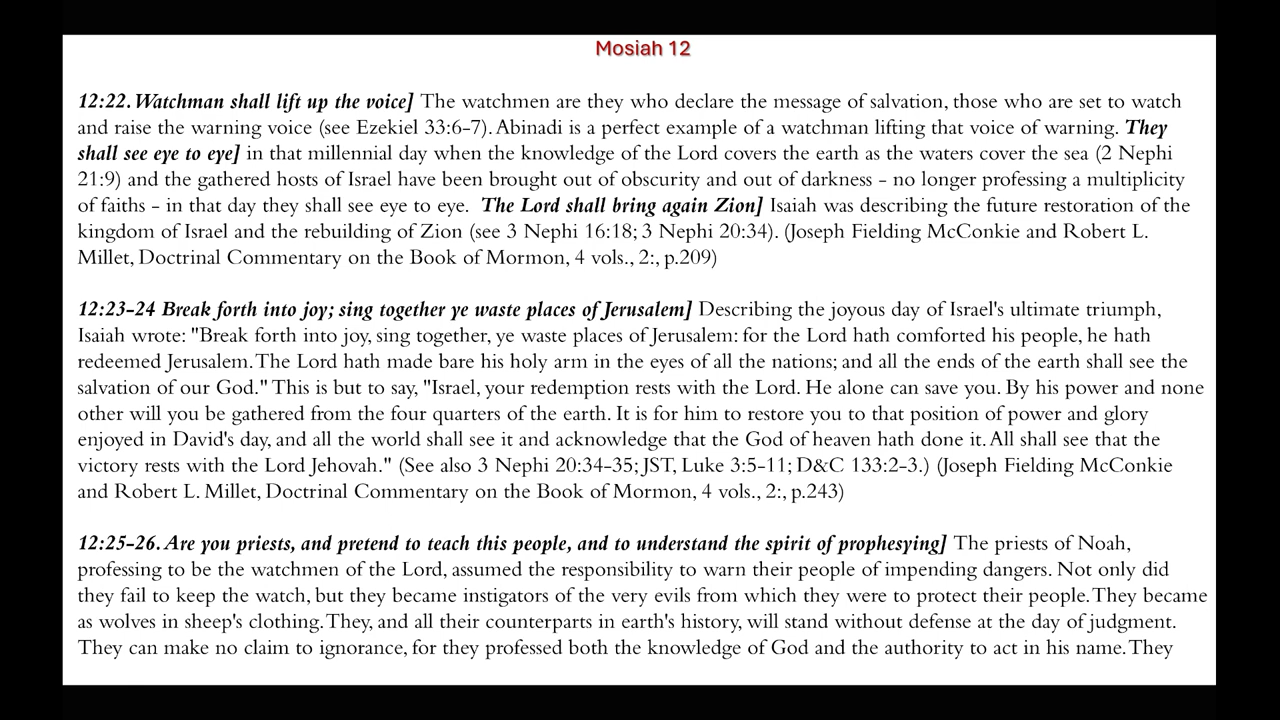 Mosiah 12
12:22. Watchman shall lift up the voice] The watchmen are they who declare the message of salvation, those who are set to watch
and raise the warning voice (see Ezekiel 33:6-7). Abinadi is a perfect example of a watchman lifting that voice of warning. They
shall see eye to eye] in that millennial day when the knowledge of the Lord covers the earth as the waters cover the sea (2 Nephi
21:9) and the gathered hosts of Israel have been brought out of obscurity and out of darkness - no longer professing a multiplicity
of faiths - in that day they shall see eye to eye. The Lord shall bring again Zion] Isaiah was describing the future restoration of the
kingdom of Israel and the rebuilding of Zion (see 3 Nephi 16:18; 3 Nephi 20:34). (Joseph Fielding McConkie and Robert L.
Millet, Doctrinal Commentary on the Book of Mormon, 4 vols., 2:, p.209)
12:23-24 Break forth into joy; sing together ye waste places of Jerusalem] Describing the joyous day of Israel's ultimate triumph,
Isaiah wrote: "Break forth into joy, sing together, ye waste places of Jerusalem: for the Lord hath comforted his people, he hath
redeemed Jerusalem. The Lord hath made bare his holy arm in the eyes of all the nations; and all the ends of the earth shall see the
salvation of our God." This is but to say, "Israel, your redemption rests with the Lord. He alone can save you. By his power and none
other will you be gathered from the four quarters of the earth. It is for him to restore you to that position of power and glory
enjoyed in David's day, and all the world shall see it and acknowledge that the God of heaven hath done it. All shall see that the
victory rests with the Lord Jehovah." (See also 3 Nephi 20:34-35; JST, Luke 3:5-11; D&C 133:2-3.) (Joseph Fielding McConkie
and Robert L. Millet, Doctrinal Commentary on the Book of Mormon, 4 vols., 2:, p.243)
12:25-26. Are you priests, and pretend to teach this people, and to understand the spirit of prophesying] The priests of Noah,
professing to be the watchmen of the Lord, assumed the responsibility to warn their people of impending dangers. Not only did
they fail to keep the watch, but they became instigators of the very evils from which they were to protect their people. They became
as wolves in sheep's clothing. They, and all their counterparts in earth's history, will stand without defense at the day of judgment.
They can make no claim to ignorance, for they professed both the knowledge of God and the authority to act in his name. They